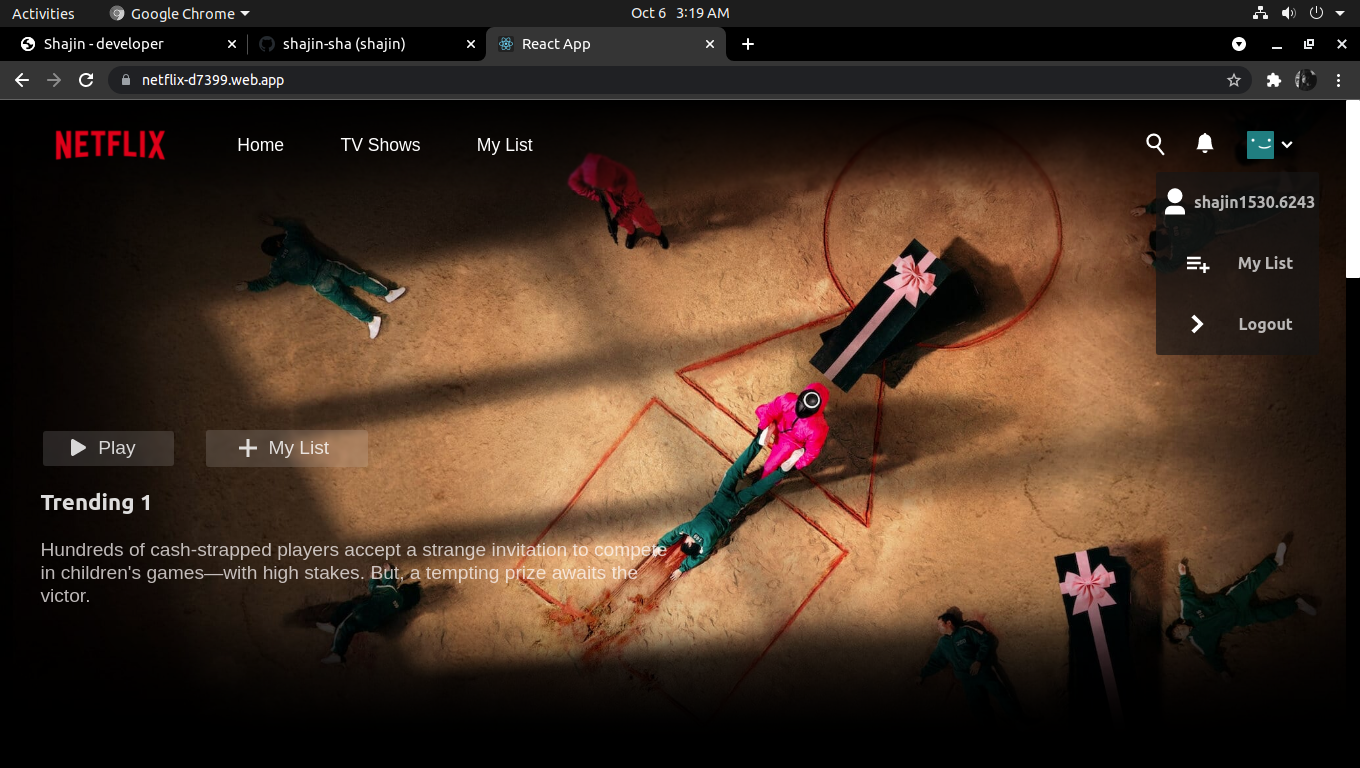 Activities
Google Chrome
Oct 6 3:19 AM
Shajin - developer
shajin-sha (shajin)
React App
netflix-d7399.web.app
NETFLIX
Home
TV Shows
My List
shajin1530.6243
My List
Logout
Play
My List
Trending 1
Hundreds of cash-strapped players accept a strange invitation to compete
in children's games—with high stakes. But, a tempting prize awaits the
victor.